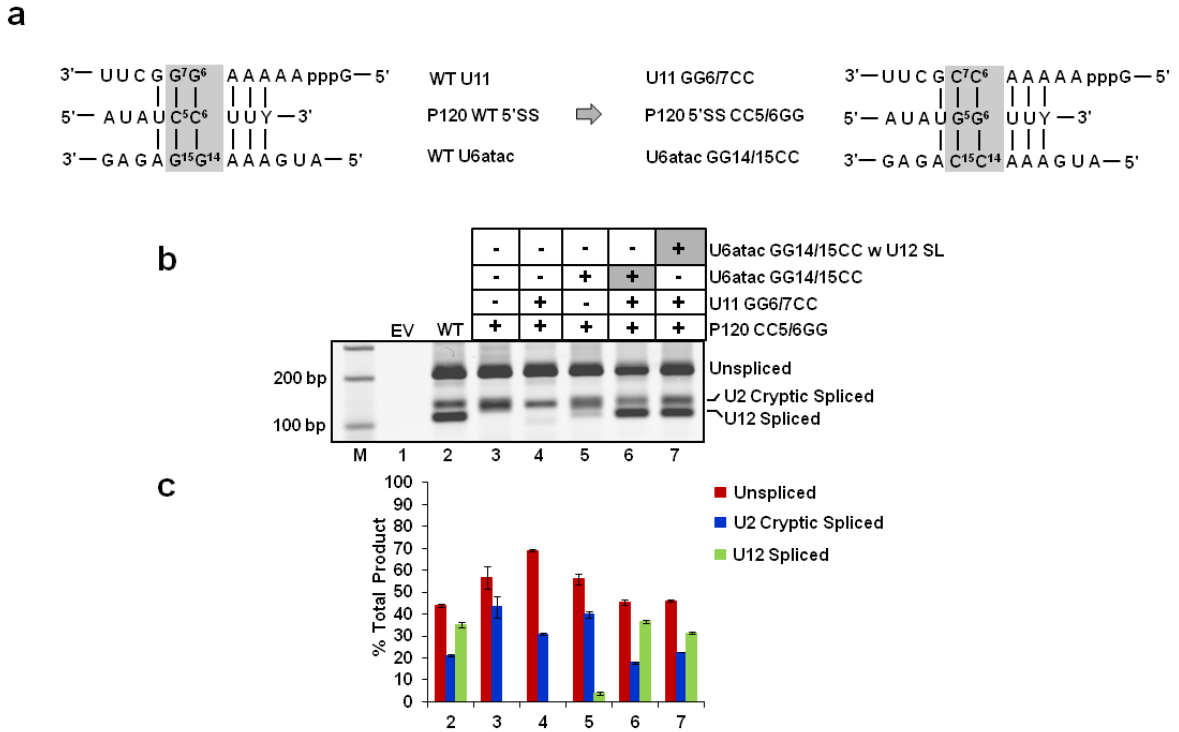 a
3'— U U C G G⁷G⁶ A A A A A pppG— 5'
WT U11
U11 GG6/7CC
3'— U U C G C⁷C⁶ A A A A A pppG— 5'
5'— A U A U C⁵C⁶ U U Y — 3'
P120 WT 5'SS
P120 5'SS CC5/6GG
5'— A U A U G⁵G⁶ U U Y — 3'
3'— G A G A G¹⁵G¹⁴ A A A G U A — 5'
WT U6atac
U6atac GG14/15CC
3'— G A G A C¹⁵C¹⁴ A A A G U A — 5'
b
- - - - + U6atac GG14/15CC w U12 SL
- - + + - U6atac GG14/15CC
- + - + + U11 GG6/7CC
EV WT + + + + + P120 CC5/6GG
Unspliced
200 bp
U2 Cryptic Spliced
U12 Spliced
100 bp
M 1 2 3 4 5 6 7
c
100
90
80
70
60
50
40
30
20
10
0
% Total Product
2 3 4 5 6 7
Unspliced
U2 Cryptic Spliced
U12 Spliced